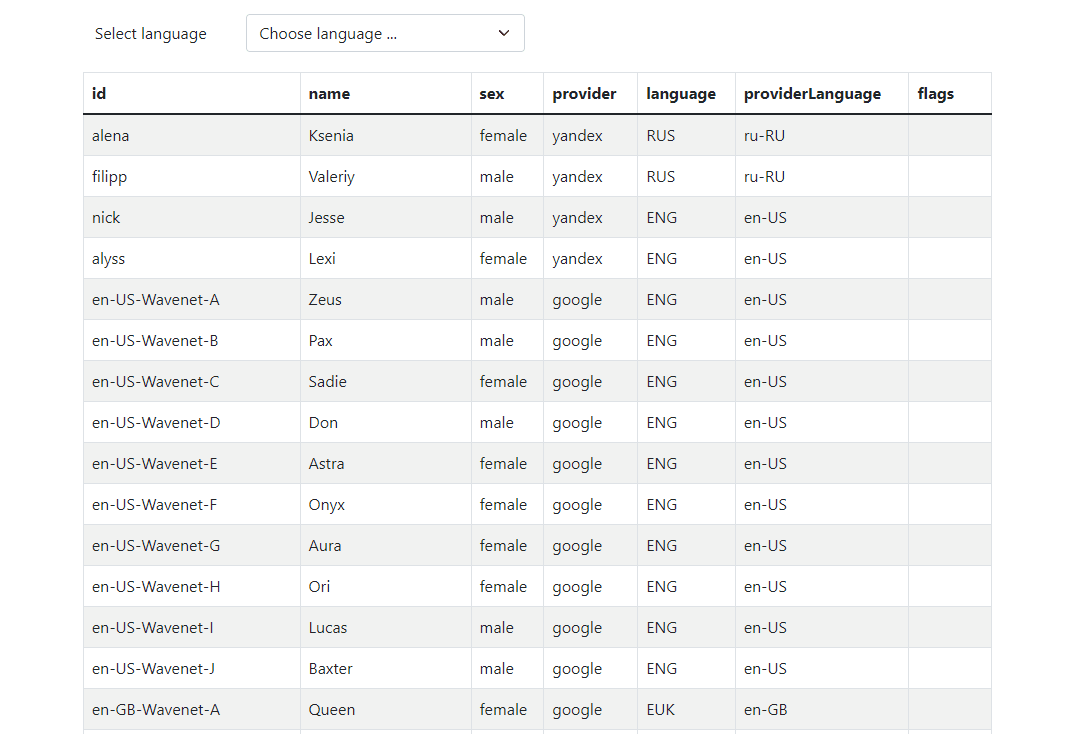 Select language Choose language ...
id name sex provider language providerLanguage flags
alena Ksenia female yandex RUS ru-RU
filipp Valeriy male yandex RUS ru-RU
nick Jesse male yandex ENG en-US
alyss Lexi female yandex ENG en-US
en-US-Wavenet-A Zeus male google ENG en-US
en-US-Wavenet-B Pax male google ENG en-US
en-US-Wavenet-C Sadie female google ENG en-US
en-US-Wavenet-D Don male google ENG en-US
en-US-Wavenet-E Astra female google ENG en-US
en-US-Wavenet-F Onyx female google ENG en-US
en-US-Wavenet-G Aura female google ENG en-US
en-US-Wavenet-H Ori female google ENG en-US
en-US-Wavenet-I Lucas male google ENG en-US
en-US-Wavenet-J Baxter male google ENG en-US
en-GB-Wavenet-A Queen female google EUK en-GB